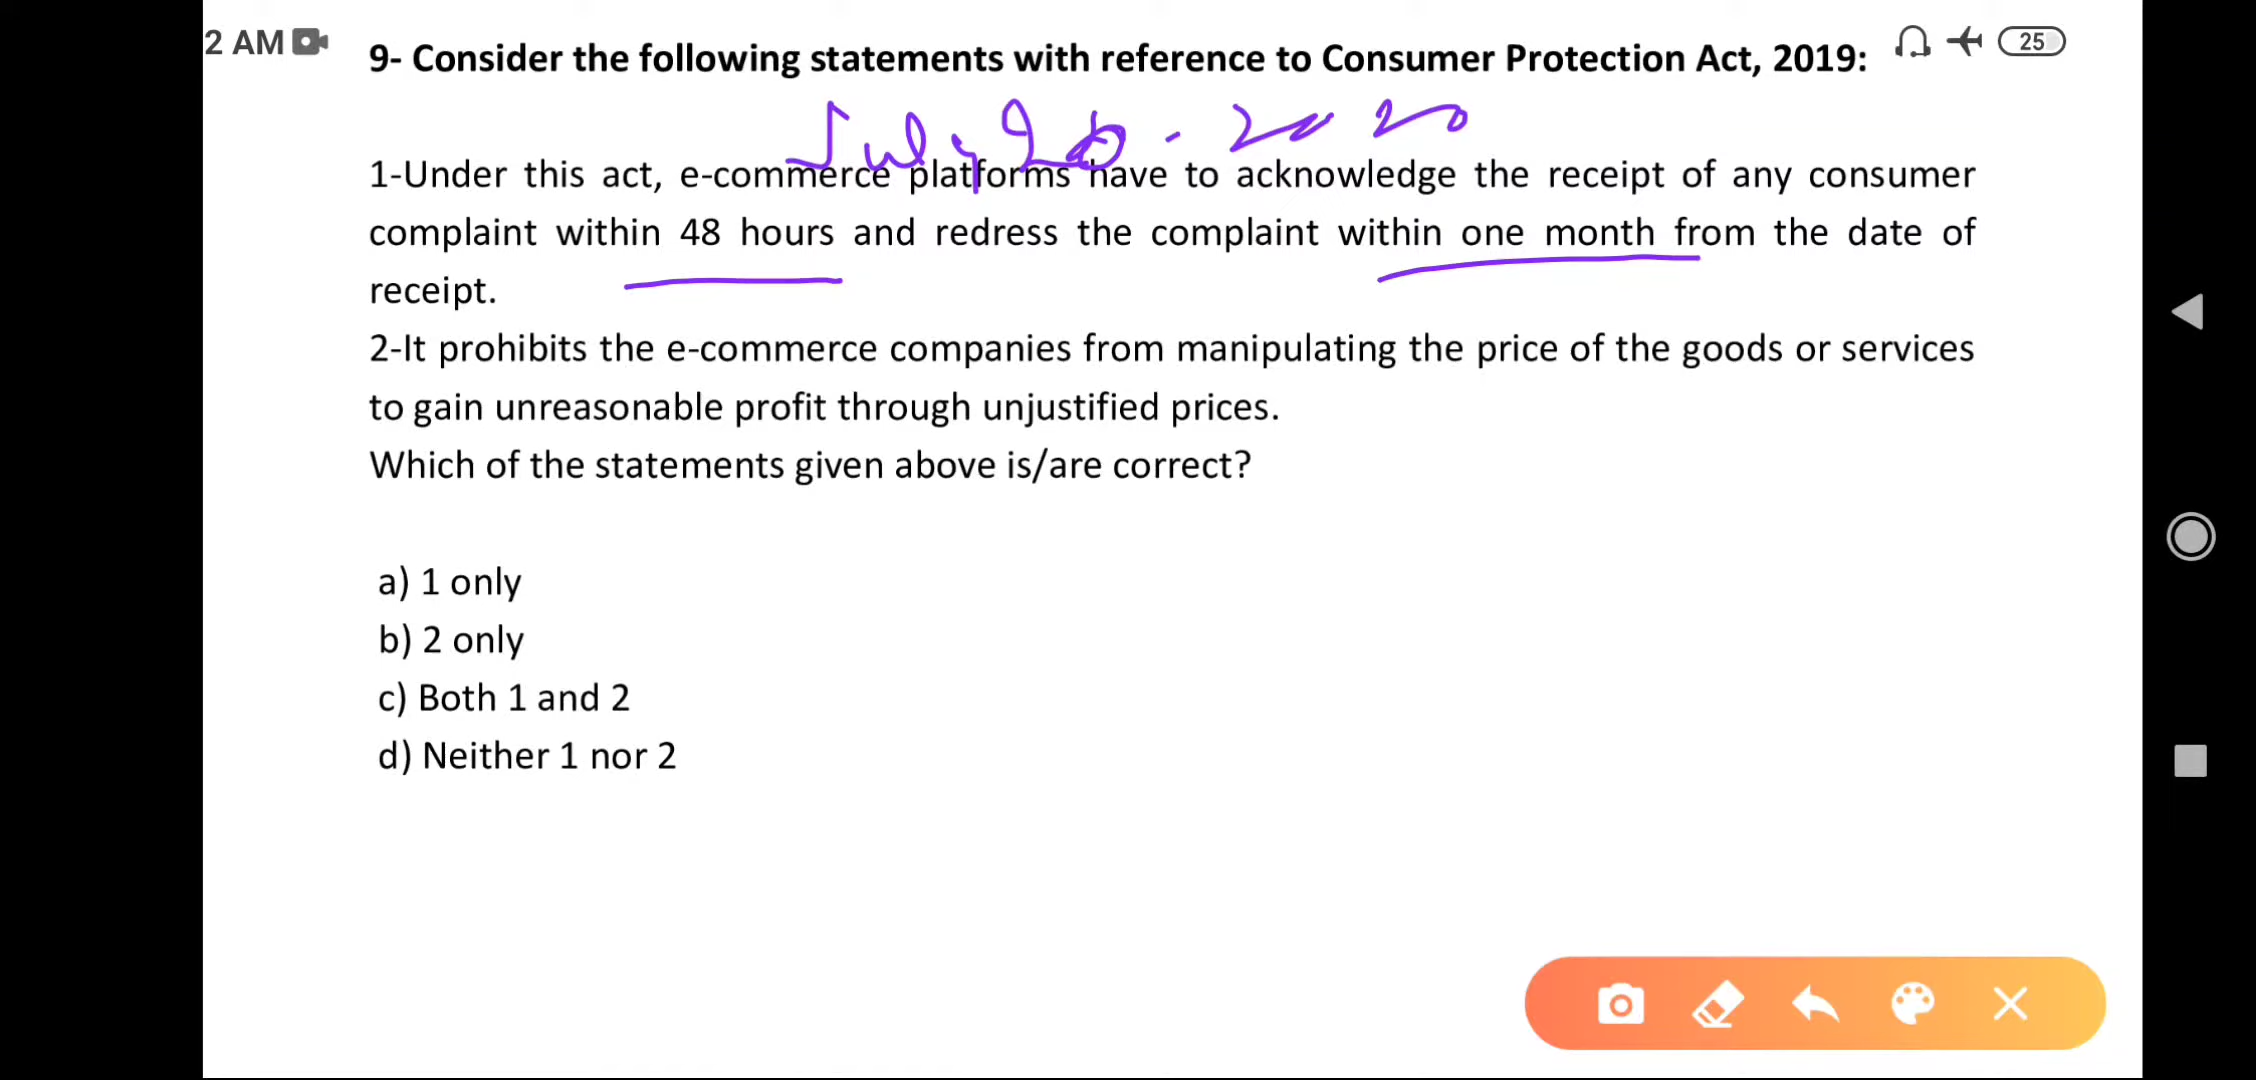 2 AM
25
9- Consider the following statements with reference to Consumer Protection Act, 2019:
July 20 - 2020
1-Under this act, e-commerce platforms have to acknowledge the receipt of any consumer
complaint within 48 hours and redress the complaint within one month from the date of
receipt.
2-It prohibits the e-commerce companies from manipulating the price of the goods or services
to gain unreasonable profit through unjustified prices.
Which of the statements given above is/are correct?
a) 1 only
b) 2 only
c) Both 1 and 2
d) Neither 1 nor 2